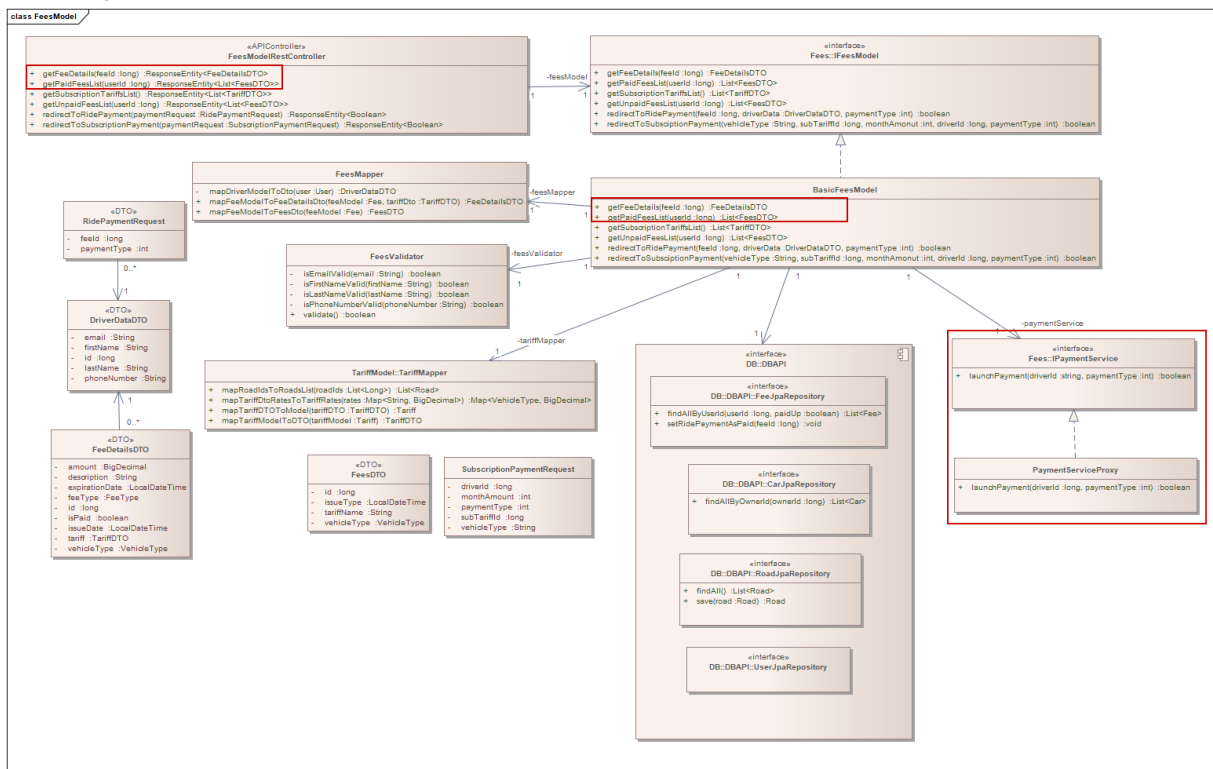 class FeesModel
«APIController»
FeesModelRestController
+ getFeeDetails(feeId :long) :ResponseEntity<FeeDetailsDTO>
+ getPaidFeesList(userId :long) :ResponseEntity<List<FeesDTO>>
+ getSubscriptionTariffsList() :ResponseEntity<List<TariffDTO>>
+ getUnpaidFeesList(userId :long) :ResponseEntity<List<FeesDTO>>
+ redirectToRidePayment(paymentRequest :RidePaymentRequest) :ResponseEntity<Boolean>
+ redirectToSubscriptionPayment(paymentRequest :SubscriptionPaymentRequest) :ResponseEntity<Boolean>
-feesModel
1
1
«interface»
Fees::IFeesModel
+ getFeeDetails(feeId :long) :FeeDetailsDTO
+ getPaidFeesList(userId :long) :List<FeesDTO>
+ getSubscriptionTariffsList() :List<TariffDTO>
+ getUnpaidFeesList(userId :long) :List<FeesDTO>
+ redirectToRidePayment(feeId :long, driverData :DriverDataDTO, paymentType :int) :boolean
+ redirectToSubsciptionPayment(vehicleType :String, subTariffId :long, monthAmonut :int, driverId :long, paymentType :int) :boolean
FeesMapper
- mapDriverModelToDto(user :User) :DriverDataDTO
+ mapFeeModelToFeeDetailsDto(feeModel :Fee, tariffDto :TariffDTO) :FeeDetailsDTO
+ mapFeeModelToFeesDto(feeModel :Fee) :FeesDTO
-feesMapper
1
1
BasicFeesModel
+ getFeeDetails(feeId :long) :FeeDetailsDTO
+ getPaidFeesList(userId :long) :List<FeesDTO>
+ getSubscriptionTariffsList() :List<TariffDTO>
+ getUnpaidFeesList(userId :long) :List<FeesDTO>
+ redirectToRidePayment(feeId :long, driverData :DriverDataDTO, paymentType :int) :boolean
+ redirectToSubscriptionPayment(vehicleType :String, subTariffId :long, monthAmonut :int, driverId :long, paymentType :int) :boolean
«DTO»
RidePaymentRequest
- feeId :long
- paymentType :int
0..*
1
FeesValidator
- isEmailValid(email :String) :boolean
- isFirstNameValid(firstName :String) :boolean
- isLastNameValid(lastName :String) :boolean
- isPhoneNumberValid(phoneNumber :String) :boolean
+ validate() :boolean
-feesValidator
1
1
1
1
1
«DTO»
DriverDataDTO
- email :String
- firstName :String
- id :long
- lastName :String
- phoneNumber :String
1
0..*
-tariffMapper
1
1
-paymentService
1
TariffModel::TariffMapper
+ mapRoadIdsToRoadsList(roadIds :List<Long>) :List<Road>
+ mapTariffDtoRatesToTariffRates(rates :Map<String, BigDecimal>) :Map<VehicleType, BigDecimal>
+ mapTariffDTOToModel(tariffDTO :TariffDTO) :Tariff
+ mapTariffModelToDTO(tariffModel :Tariff) :TariffDTO
«interface»
DB::DBAPI
«interface»
DB::DBAPI::FeeJpaRepository
+ findAllByUserId(userId :long, paidUp :boolean) :List<Fee>
+ setRidePaymentAsPaid(feeId :long) :void
«interface»
Fees::IPaymentService
+ launchPayment(driverId :string, paymentType :int) :boolean
«DTO»
FeeDetailsDTO
- amount :BigDecimal
- description :String
- expirationDate :LocalDateTime
- feeType :FeeType
- id :long
- isPaid :boolean
- issueDate :LocalDateTime
- tariff :TariffDTO
- vehicleType :VehicleType
«DTO»
FeesDTO
- id :long
- issueType :LocalDateTime
- tariffName :String
- vehicleType :VehicleType
SubscriptionPaymentRequest
- driverId :long
- monthAmount :int
- paymentType :int
- subTariffId :long
- vehicleType :String
«interface»
DB::DBAPI::CarJpaRepository
+ findAllByOwnerId(ownerId :long) :List<Car>
PaymentServiceProxy
+ launchPayment(driverId :long, paymentType :int) :boolean
«interface»
DB::DBAPI::RoadJpaRepository
+ findAll() :List<Road>
+ save(road :Road) :Road
«interface»
DB::DBAPI::UserJpaRepository